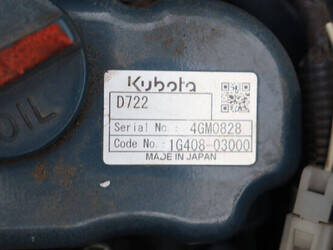 Kubota
D722
Serial No.: 4GM0828
Code No.: 1G408-03000
MADE IN JAPAN
OIL